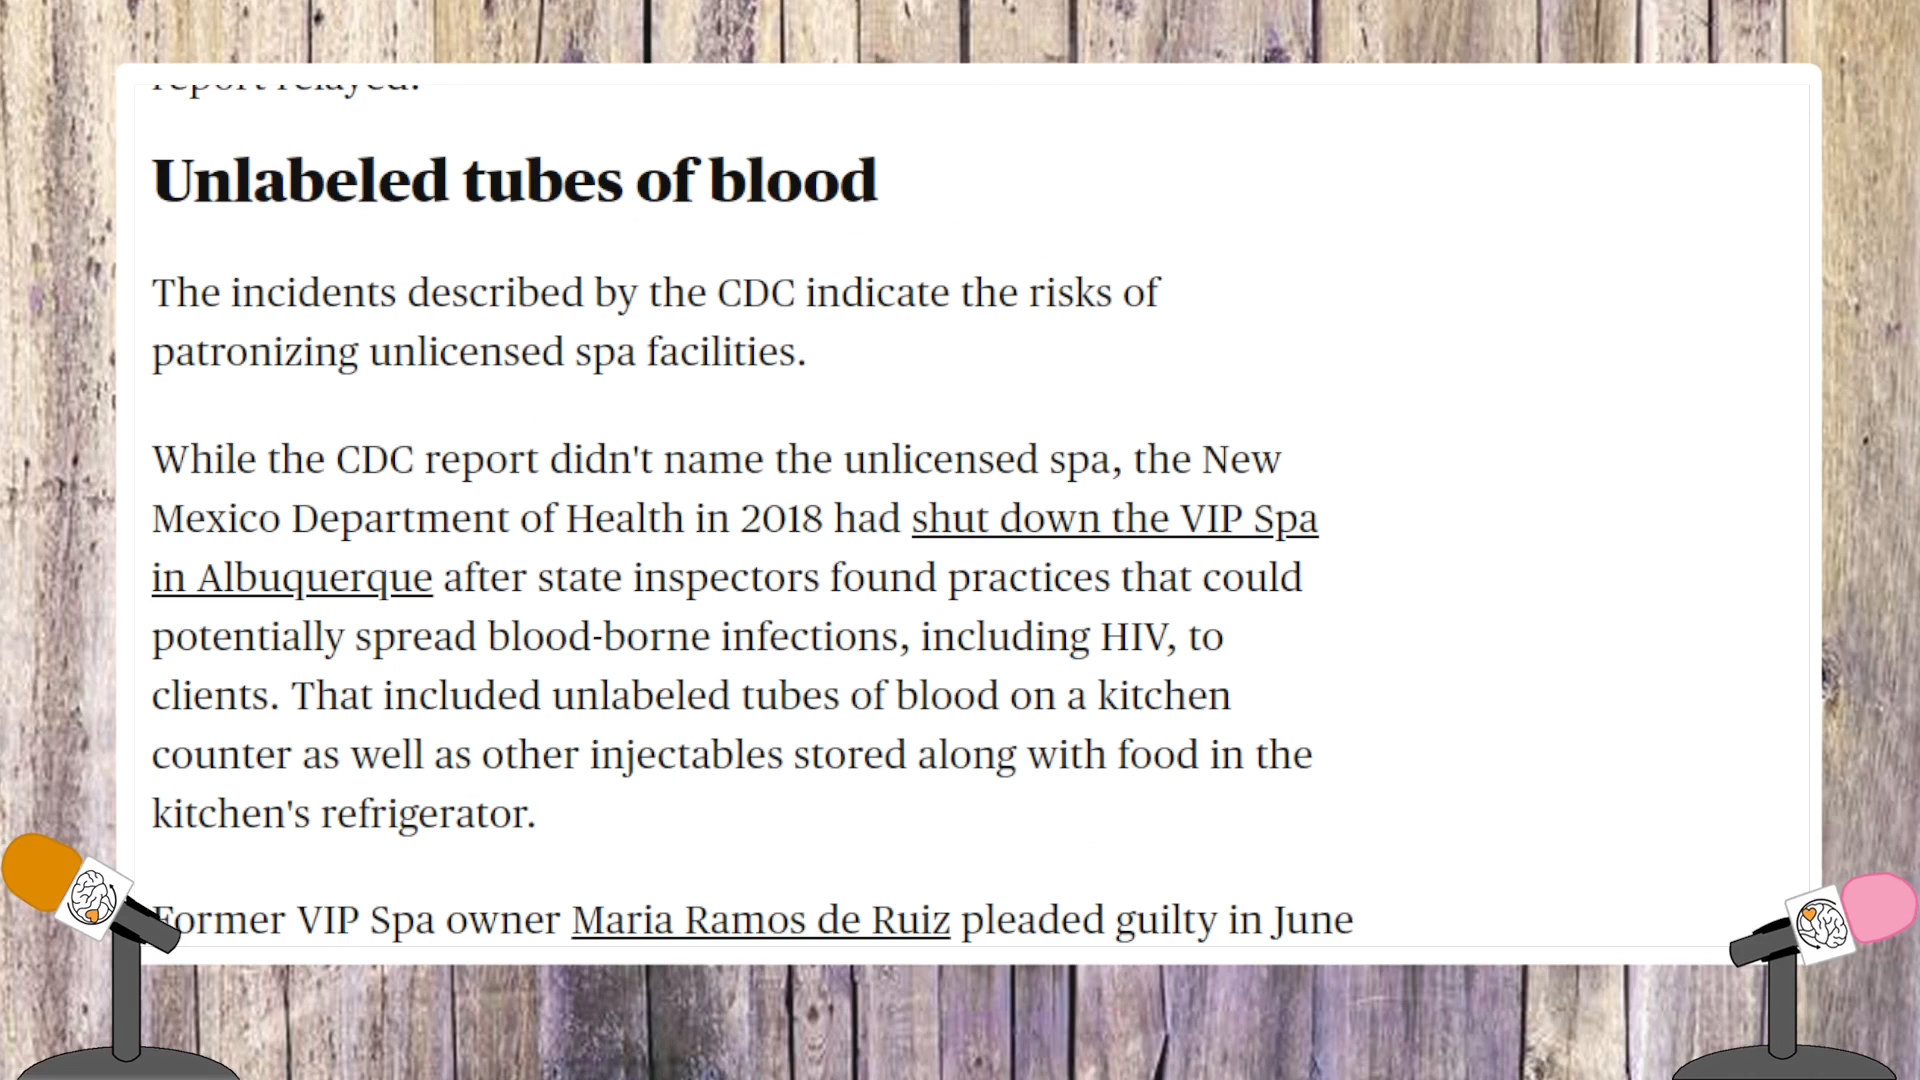 report relayed.
Unlabeled tubes of blood
The incidents described by the CDC indicate the risks of
patronizing unlicensed spa facilities.
While the CDC report didn't name the unlicensed spa, the New
Mexico Department of Health in 2018 had shut down the VIP Spa
in Albuquerque after state inspectors found practices that could
potentially spread blood-borne infections, including HIV, to
clients. That included unlabeled tubes of blood on a kitchen
counter as well as other injectables stored along with food in the
kitchen's refrigerator.
Former VIP Spa owner Maria Ramos de Ruiz pleaded guilty in June